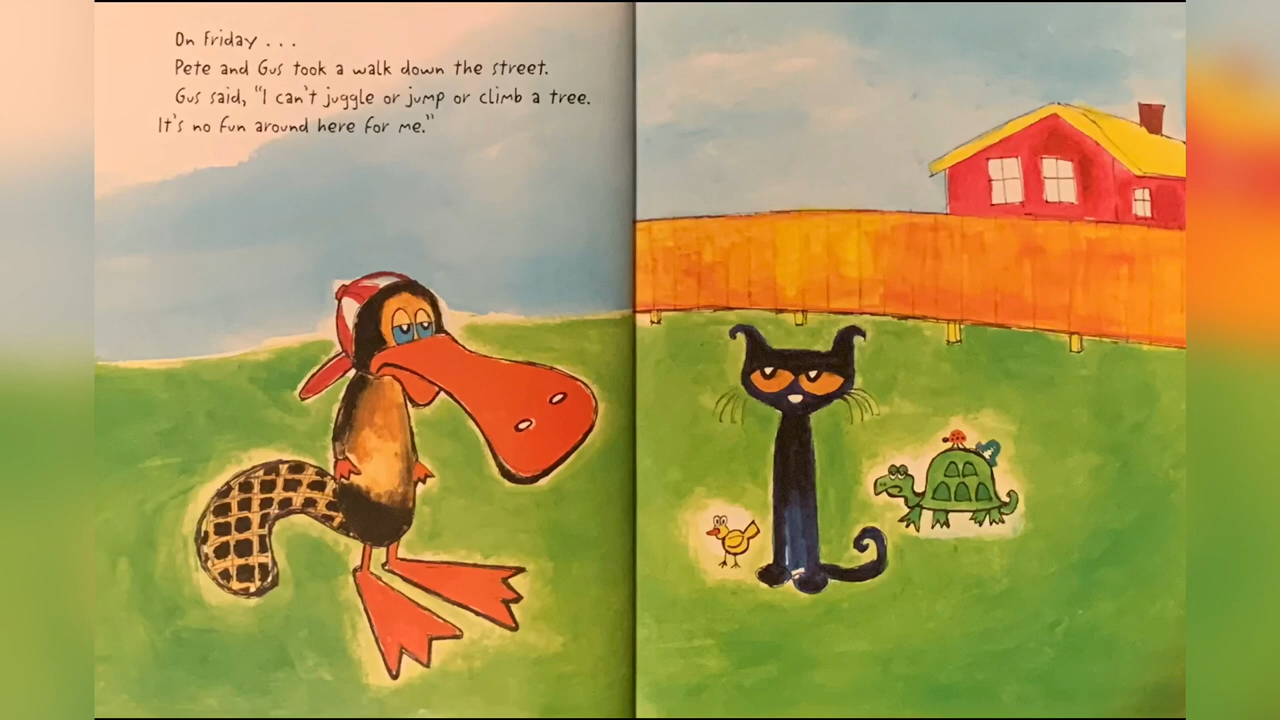 On Friday . . .
Pete and Gus took a walk down the street.
Gus said, "I can't juggle or jump or climb a tree.
It's no fun around here for me."